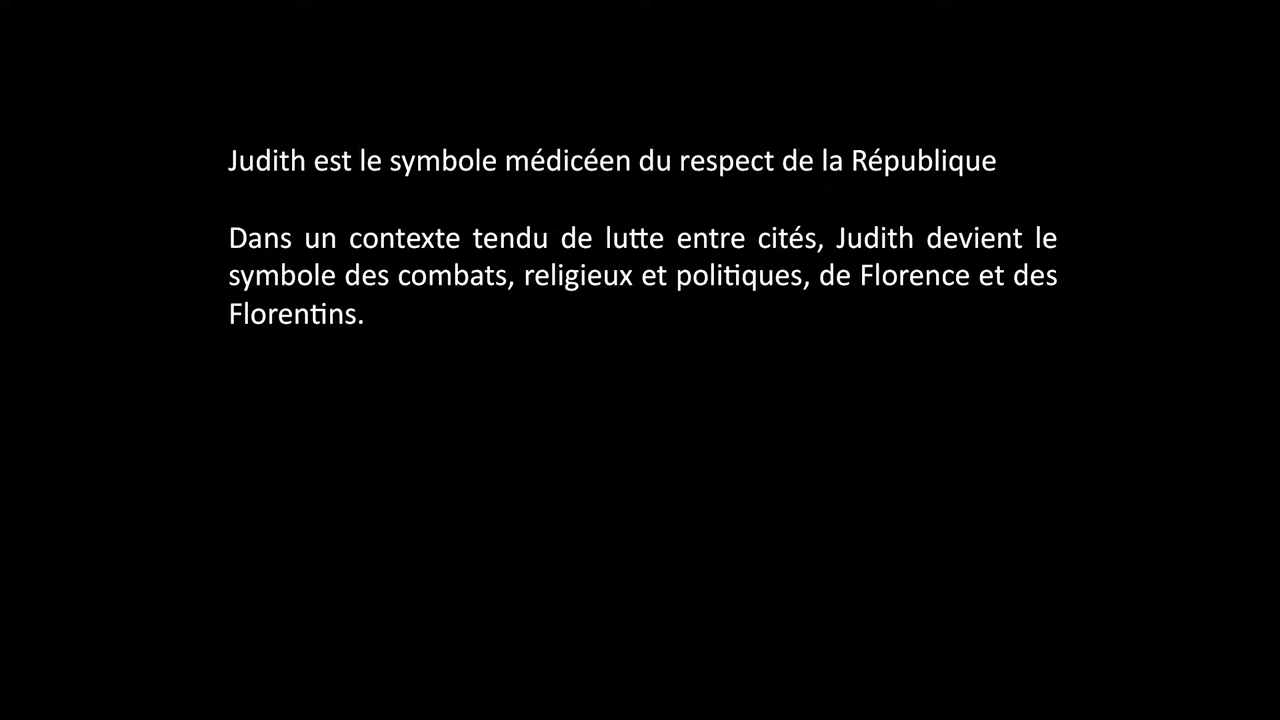 Judith est le symbole médicéen du respect de la République
Dans un contexte tendu de lutte entre cités, Judith devient le
symbole des combats, religieux et politiques, de Florence et des
Florentins.